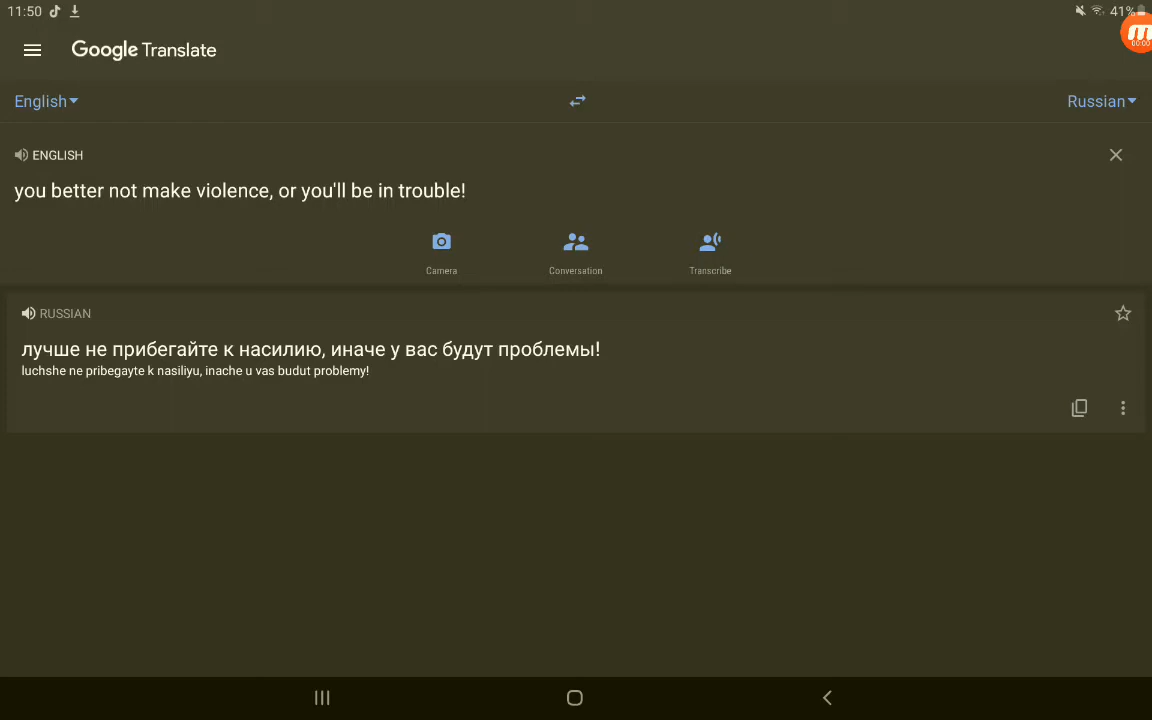 11:50 41%
00:00
Google Translate
English Russian
ENGLISH
you better not make violence, or you'll be in trouble!
Camera Conversation Transcribe
RUSSIAN
лучше не прибегайте к насилию, иначе у вас будут проблемы!
luchshe ne pribegayte k nasiliyu, inache u vas budut problemy!